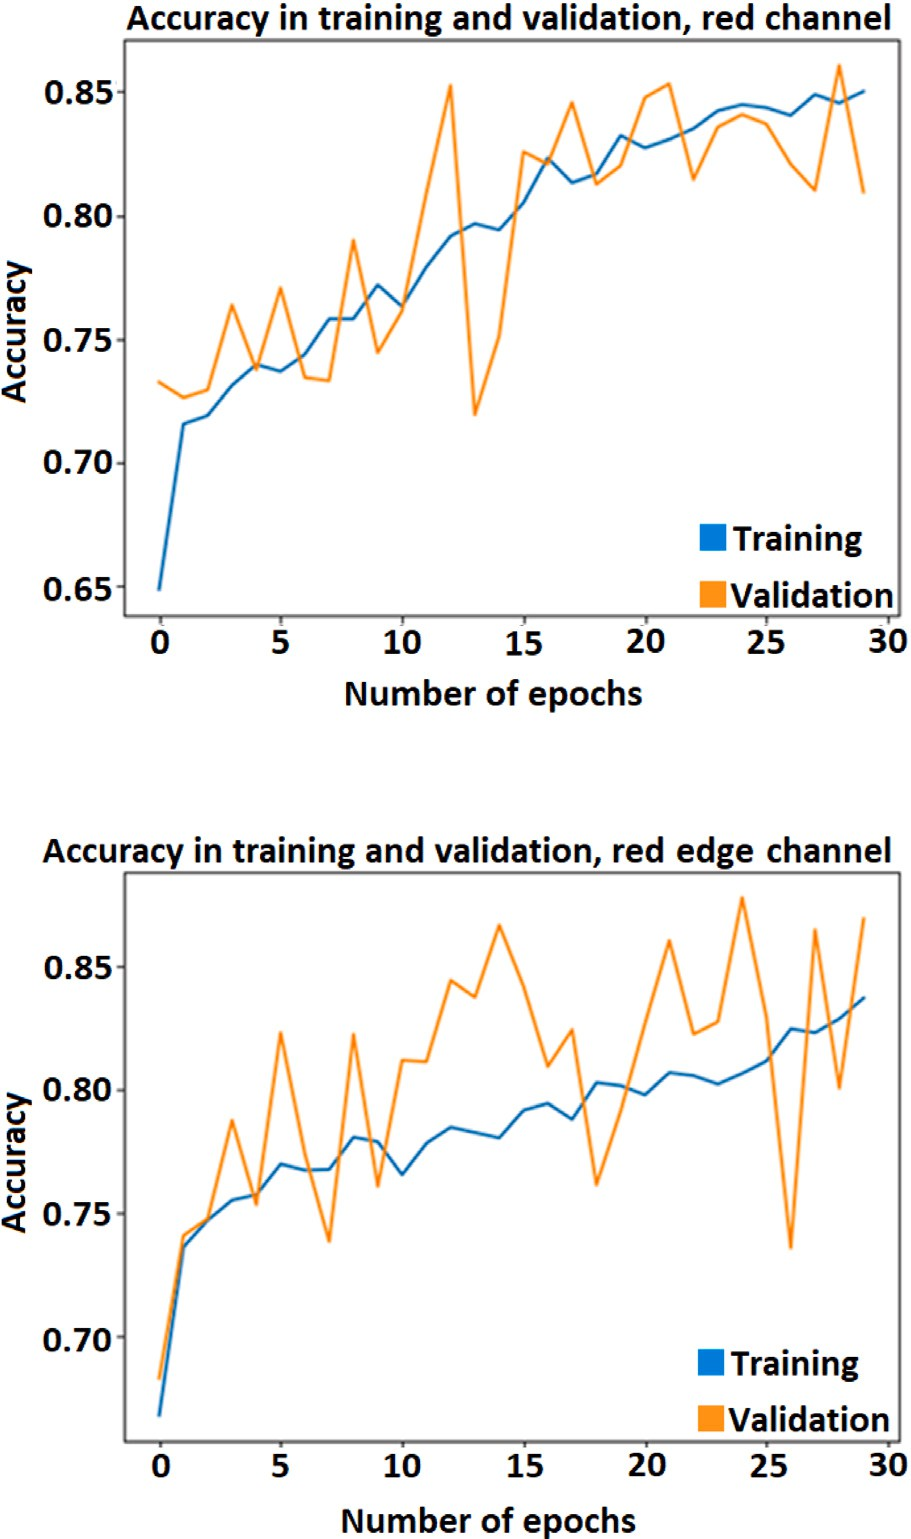 Accuracy in training and validation, red channel
0.85
0.80
0.75
0.70
0.65
Accuracy
Training
Validation
0 5 10 15 20 25 30
Number of epochs
Accuracy in training and validation, red edge channel
0.85
0.80
0.75
0.70
Accuracy
Training
Validation
0 5 10 15 20 25 30
Number of epochs